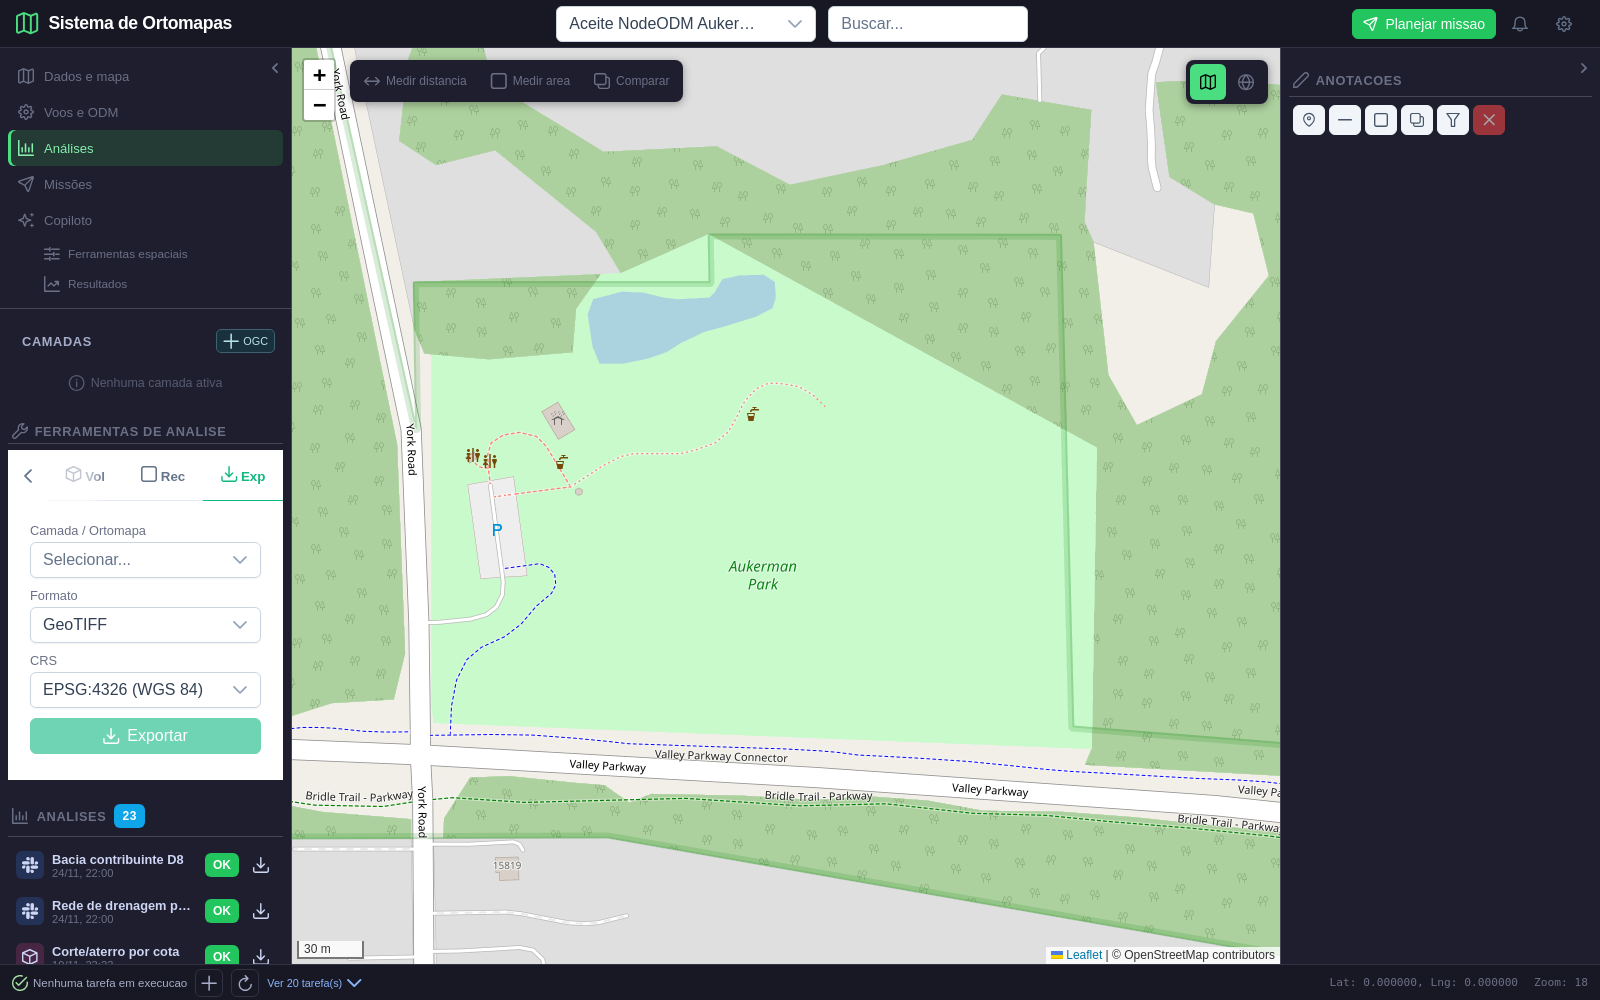 Sistema de Ortomapas
Aceite NodeODM Auker...
Buscar...
Planejar missao
Dados e mapa
Voos e ODM
Análises
Missões
Copiloto
Ferramentas espaciais
Resultados
CAMADAS
OGC
Nenhuma camada ativa
FERRAMENTAS DE ANALISE
Vol
Rec
Exp
Camada / Ortomapa
Selecionar...
Formato
GeoTIFF
CRS
EPSG:4326 (WGS 84)
Exportar
ANALISES
23
Bacia contribuinte D8
24/11, 22:00
OK
Rede de drenagem p...
24/11, 22:00
OK
Corte/aterro por cota
OK
+
−
Medir distancia
Medir area
Comparar
York Road
York Road
P
Aukerman
Park
Valley Parkway Connector
Valley Parkway
Valley Parkway
Valley Pa
Bridle Trail - Parkway
Bridle Trail - Parkway
Bridle Trail - Parkway
York Road
15819
30 m
Leaflet | © OpenStreetMap contributors
ANOTACOES
Nenhuma tarefa em execucao
Ver 20 tarefa(s)
Lat: 0.000000, Lng: 0.000000
Zoom: 18